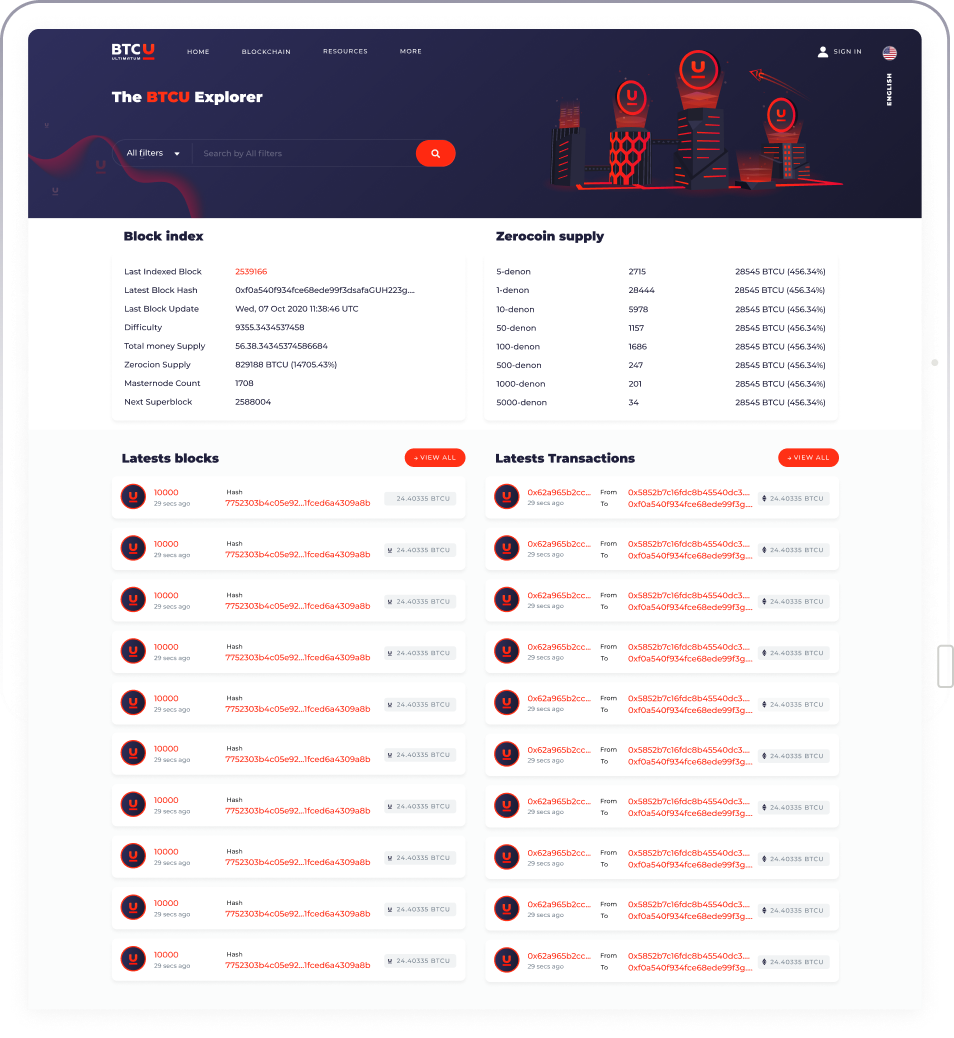 BTCU
ULTIMATUM
HOME BLOCKCHAIN RESOURCES MORE
SIGN IN
ENGLISH
The BTCU Explorer
All filters Search by All filters
Block index
Last Indexed Block 2539166
Latest Block Hash 0xf0a540f934fce68ede99f3dsafaGUH223g....
Last Block Update Wed, 07 Oct 2020 11:38:46 UTC
Difficulty 9355.3434537458
Total money Supply 56.38.34345374586684
Zerocion Supply 829188 BTCU (14705.43%)
Masternode Count 1708
Next Superblock 2588004
Zerocoin supply
5-denon 2715 28545 BTCU (456.34%)
1-denon 28444 28545 BTCU (456.34%)
10-denon 5978 28545 BTCU (456.34%)
50-denon 1157 28545 BTCU (456.34%)
100-denon 1686 28545 BTCU (456.34%)
500-denon 247 28545 BTCU (456.34%)
1000-denon 201 28545 BTCU (456.34%)
5000-denon 34 28545 BTCU (456.34%)
Latests blocks
+ VIEW ALL
10000 Hash
29 secs ago 7752303b4c05e92...1fced6a4309a8b 24.40335 BTCU
10000 Hash
29 secs ago 7752303b4c05e92...1fced6a4309a8b 24.40335 BTCU
10000 Hash
29 secs ago 7752303b4c05e92...1fced6a4309a8b 24.40335 BTCU
10000 Hash
29 secs ago 7752303b4c05e92...1fced6a4309a8b 24.40335 BTCU
10000 Hash
29 secs ago 7752303b4c05e92...1fced6a4309a8b 24.40335 BTCU
10000 Hash
29 secs ago 7752303b4c05e92...1fced6a4309a8b 24.40335 BTCU
10000 Hash
29 secs ago 7752303b4c05e92...1fced6a4309a8b 24.40335 BTCU
10000 Hash
29 secs ago 7752303b4c05e92...1fced6a4309a8b 24.40335 BTCU
10000 Hash
29 secs ago 7752303b4c05e92...1fced6a4309a8b 24.40335 BTCU
10000 Hash
29 secs ago 7752303b4c05e92...1fced6a4309a8b 24.40335 BTCU
Latests Transactions
+ VIEW ALL
0x62a965b2cc... From 0x5852b7c16fdc8b45540dc3....
29 secs ago To 0xf0a540f934fce68ede99f3g.... 24.40335 BTCU
0x62a965b2cc... From 0x5852b7c16fdc8b45540dc3....
29 secs ago To 0xf0a540f934fce68ede99f3g.... 24.40335 BTCU
0x62a965b2cc... From 0x5852b7c16fdc8b45540dc3....
29 secs ago To 0xf0a540f934fce68ede99f3g.... 24.40335 BTCU
0x62a965b2cc... From 0x5852b7c16fdc8b45540dc3....
29 secs ago To 0xf0a540f934fce68ede99f3g.... 24.40335 BTCU
0x62a965b2cc... From 0x5852b7c16fdc8b45540dc3....
29 secs ago To 0xf0a540f934fce68ede99f3g.... 24.40335 BTCU
0x62a965b2cc... From 0x5852b7c16fdc8b45540dc3....
29 secs ago To 0xf0a540f934fce68ede99f3g.... 24.40335 BTCU
0x62a965b2cc... From 0x5852b7c16fdc8b45540dc3....
29 secs ago To 0xf0a540f934fce68ede99f3g.... 24.40335 BTCU
0x62a965b2cc... From 0x5852b7c16fdc8b45540dc3....
29 secs ago To 0xf0a540f934fce68ede99f3g.... 24.40335 BTCU
0x62a965b2cc... From 0x5852b7c16fdc8b45540dc3....
29 secs ago To 0xf0a540f934fce68ede99f3g.... 24.40335 BTCU
0x62a965b2cc... From 0x5852b7c16fdc8b45540dc3....
29 secs ago To 0xf0a540f934fce68ede99f3g.... 24.40335 BTCU